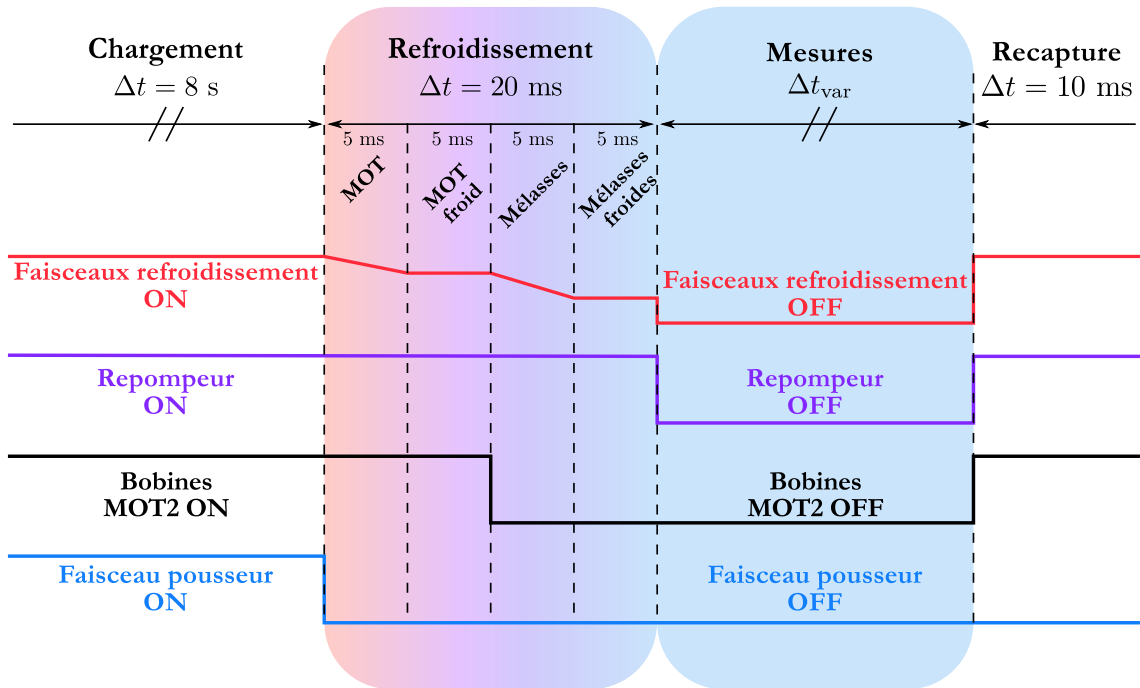 Chargement
Δt = 8 s
Refroidissement
Δt = 20 ms
Mesures
Δt_var
Recapture
Δt = 10 ms
5 ms
5 ms
5 ms
5 ms
MOT
MOT
froid
Mélasses
Mélasses
froides
Faisceaux refroidissement
ON
Faisceaux refroidissement
OFF
Repompeur
ON
Repompeur
OFF
Bobines
MOT2 ON
Bobines
MOT2 OFF
Faisceau pousseur
ON
Faisceau pousseur
OFF